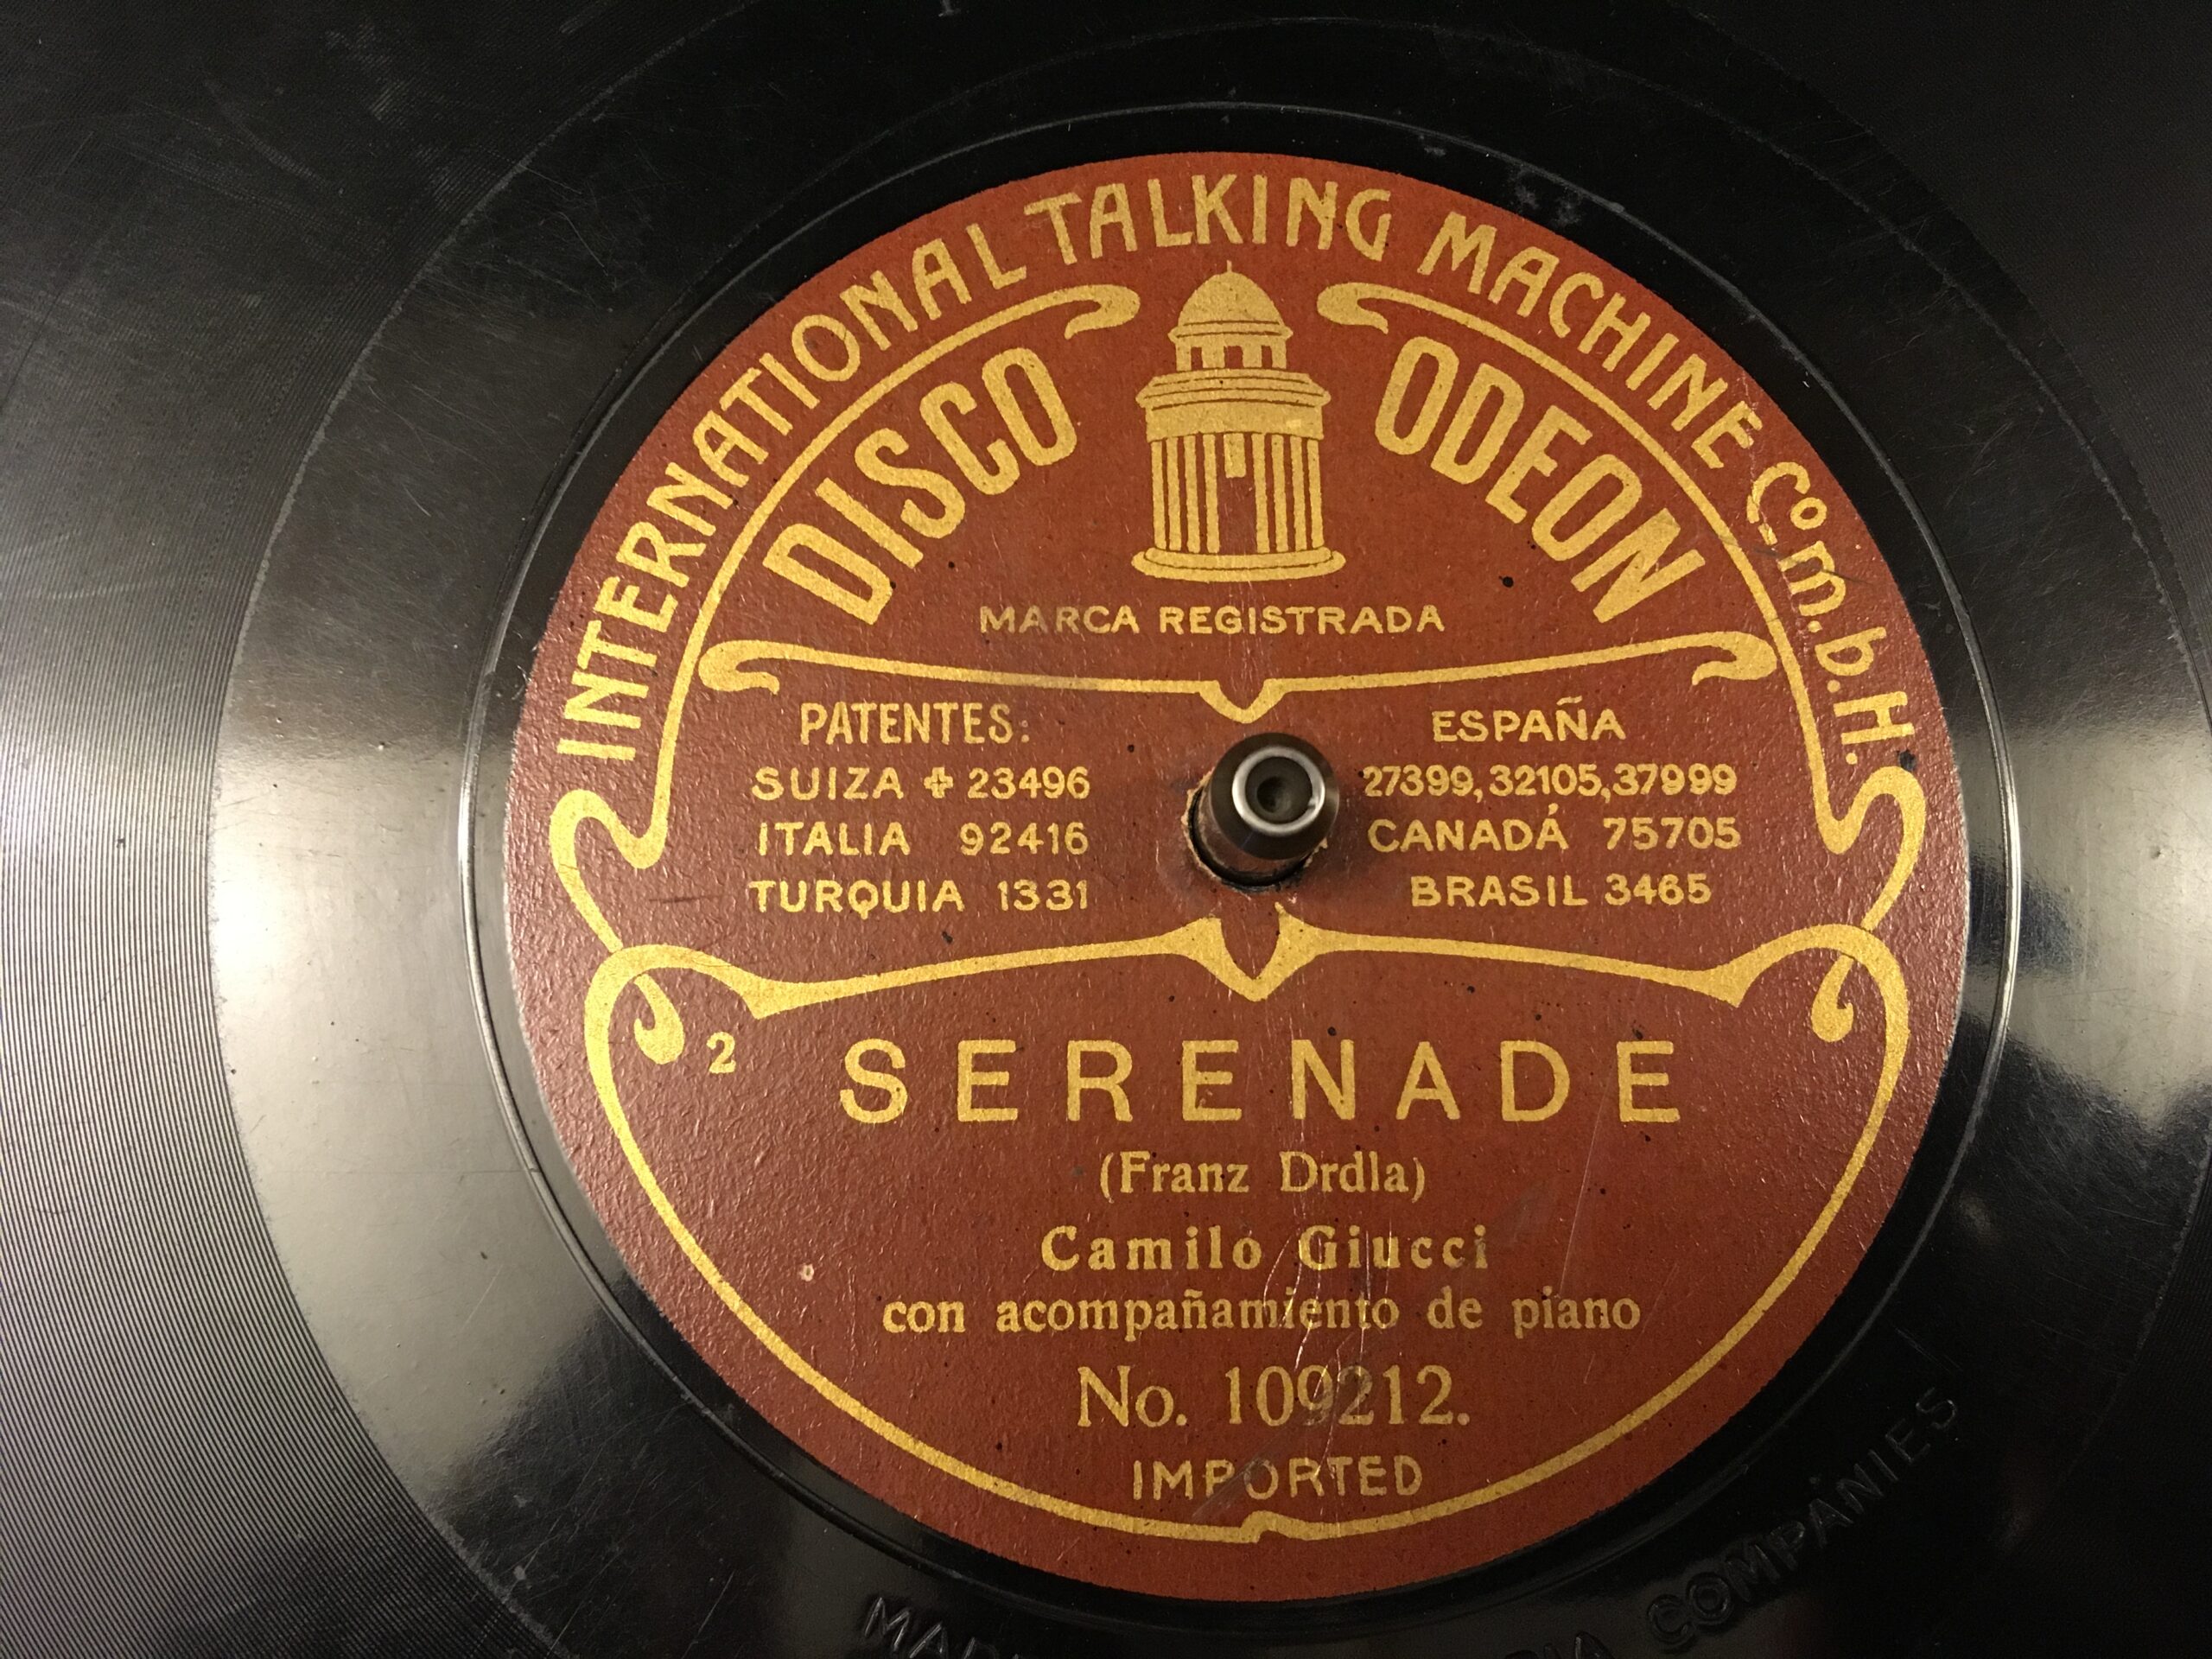 INTERNATIONAL TALKING MACHINE Co. m. b. H.
DISCO ODEON
MARCA REGISTRADA
PATENTES:
SUIZA ✚ 23496
ITALIA 92416
TURQUIA 1331
ESPAÑA
27399, 32105, 37999
CANADÁ 75705
BRASIL 3465
2
SERENADE
(Franz Drdla)
Camilo Giucci
con acompañamiento de piano
No. 109212.
IMPORTED
COMPANIES